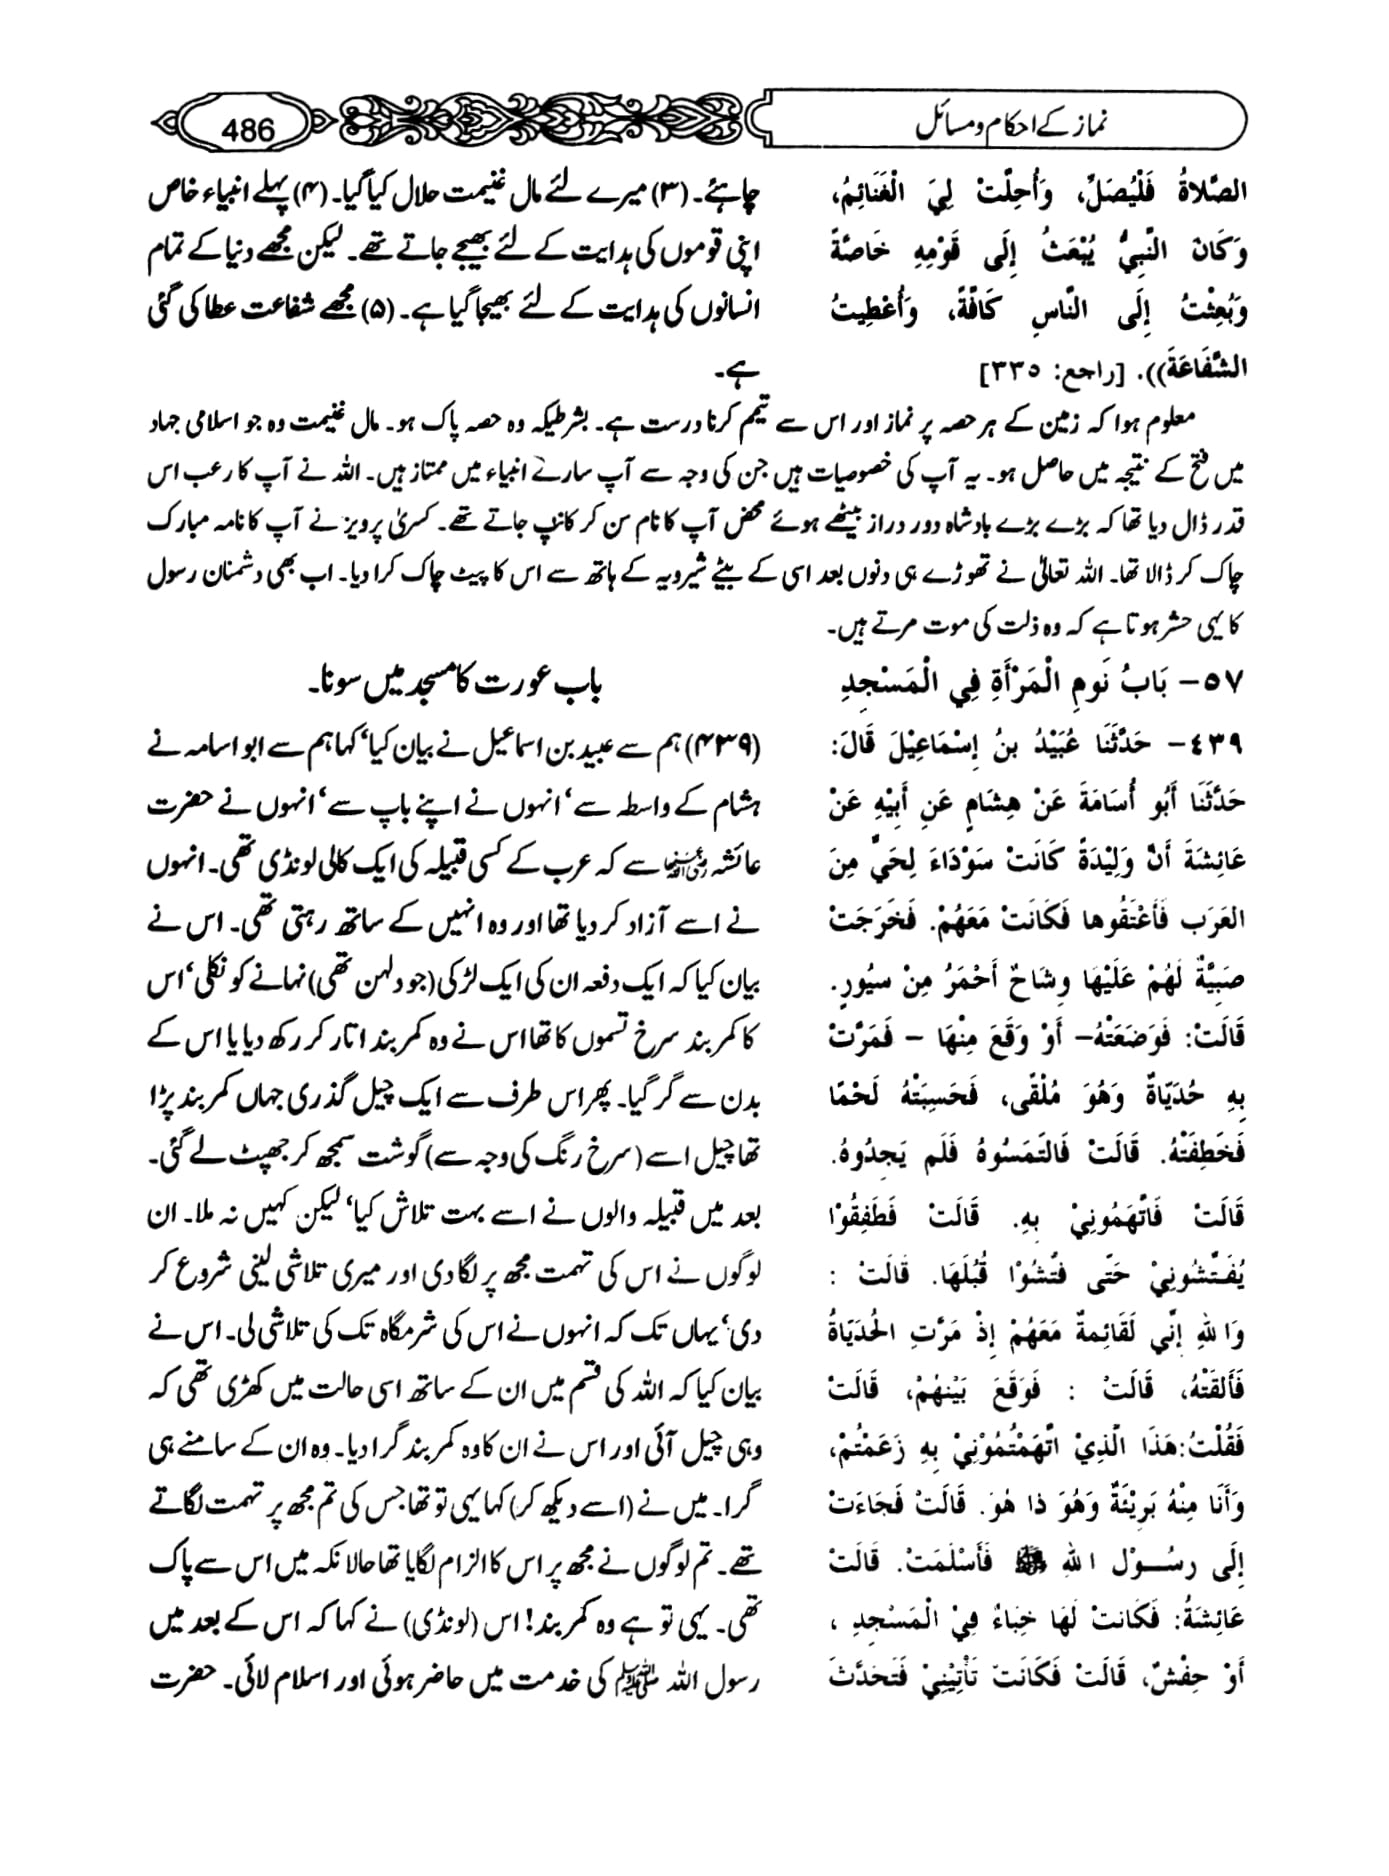 نماز کے احکام و مسائل
486
الصَّلاةُ فَلْيُصَلِّ، وَأُحِلَّتْ لِيَ الْغَنَائِمُ،
وَكَانَ النَّبِيُّ يُبْعَثُ إِلَى قَوْمِهِ خَاصَّةً
وَبُعِثْتُ إِلَى النَّاسِ كَافَّةً، وَأُعْطِيتُ
الشَّفَاعَةَ)). [راجع: ٣٣٥]
چاہئے۔ (۳) میرے لئے مال غنیمت حلال کیا گیا۔ (۴) پہلے انبیاء خاص
اپنی قوموں کی ہدایت کے لئے بھیجے جاتے تھے۔ لیکن مجھے دنیا کے تمام
انسانوں کی ہدایت کے لئے بھیجا گیا ہے۔ (۵) مجھے شفاعت عطا کی گئی
ہے۔
معلوم ہوا کہ زمین کے ہر حصہ پر نماز اور اس سے تیمم کرنا درست ہے۔ بشرطیکہ وہ حصہ پاک ہو۔ مال غنیمت وہ جو اسلامی جہاد
میں فتح کے نتیجہ میں حاصل ہو۔ یہ آپ کی خصوصیات ہیں جن کی وجہ سے آپ سارے انبیاء میں ممتاز ہیں۔ اللہ نے آپ کا رعب اس
قدر ڈال دیا تھا کہ بڑے بڑے بادشاہ دور دراز بیٹھے ہوئے محض آپ کا نام سن کر کانپ جاتے تھے۔ کسریٰ پرویز نے آپ کا نامہ مبارک
چاک کر ڈالا تھا۔ اللہ تعالیٰ نے تھوڑے ہی دنوں بعد اسی کے بیٹے شیرویہ کے ہاتھ سے اس کا پیٹ چاک کرا دیا۔ اب بھی دشمنان رسول
کا یہی حشر ہوتا ہے کہ وہ ذلت کی موت مرتے ہیں۔
٥٧- بَابُ نَومِ الْمَرْأَةِ فِي الْمَسْجِدِ
باب عورت کا مسجد میں سونا۔
٤٣٩- حَدَّثَنَا عُبَيْدُ بنُ إِسْمَاعِيْلَ قَالَ:
حَدَّثَنَا أَبُو أُسَامَةَ عَنْ هِشَامٍ عَنِ أَبِيْهِ عَنْ
عَائِشَةَ أَنَّ وَلِيْدَةً كَانَتْ سَوْدَاءَ لِحَيٍّ مِنَ
العَرَبِ فَأَعْتَقُوها فَكَانَتْ مَعَهُمْ. فَخَرَجَتْ
صَبِيَّةٌ لَهُمْ عَلَيْهَا وِشَاحٌ أَحْمَرُ مِنْ سيُورٍ.
قَالَتْ: فَوَضَعَتْهُ- أَوْ وَقَعَ مِنْهَا - فَمَرَّتْ
بِهِ حُدَيَّاةٌ وَهُوَ مُلْقًى، فَحَسِبَتْهُ لَحْمًا
فَخَطِفَتْهُ. قَالَتْ فَالتَمَسُوهُ فَلَم يَجِدُوهُ.
قَالَتْ فَاتَّهَمُونِيْ بِهِ. قَالَتْ فَطَفِقُوْا
يُفَتِّشُونِيْ حَتَّى فَتَّشُوْا قُبُلَهَا. قَالَتْ :
وَا للهِ إِنِّي لَقَائِمةٌ مَعَهُمْ إِذْ مَرَّتِ الحُدَيَّاةُ
فَأَلقَتْهُ، قَالَتْ : فَوَقَعَ بَيْنَهُمْ، قَالَتْ
فَقُلْتُ:هَذَا الَّذِيْ اتَّهَمْتُمُوْنِيْ بِهِ زَعَمْتُمْ،
وَأَنَا مِنْهُ بَرِيْئَةٌ وَهُوَ ذا هُوَ. قَالَتْ فَجَاءَتْ
إِلَى رسُــوْل ا للهِ ﷺ فَأَسْلَمَتْ. قَالَتْ
عَائِشَةُ: فَكَانتْ لَهَا خِبَاءٌ فِيْ الْمَسْجِدِ ،
أَوْ حِفْشٌ، قَالَتْ فَكَانَتْ تَأْتِيْنِيْ فَتَحَدَّثُ
(۴۳۹) ہم سے عبید بن اسماعیل نے بیان کیا‘ کہا ہم سے ابو اسامہ نے
ہشام کے واسطہ سے‘ انہوں نے اپنے باپ سے‘ انہوں نے حضرت
عائشہ رضی اللہ عنہا سے کہ عرب کے کسی قبیلہ کی ایک کالی لونڈی تھی۔ انہوں
نے اسے آزاد کر دیا تھا اور وہ انہیں کے ساتھ رہتی تھی۔ اس نے
بیان کیا کہ ایک دفعہ ان کی ایک لڑکی (جو دلہن تھی) نہانے کو نکلی‘ اس
کا کمر بند سرخ تسموں کا تھا اس نے وہ کمر بند اتار کر رکھ دیا یا اس کے
بدن سے گر گیا۔ پھر اس طرف سے ایک چیل گذری جہاں کمر بند پڑا
تھا چیل اسے (سرخ رنگ کی وجہ سے) گوشت سمجھ کر جھپٹ لے گئی۔
بعد میں قبیلہ والوں نے اسے بہت تلاش کیا‘ لیکن کہیں نہ ملا۔ ان
لوگوں نے اس کی تہمت مجھ پر لگا دی اور میری تلاشی لینی شروع کر
دی‘ یہاں تک کہ انہوں نے اس کی شرمگاہ تک کی تلاشی لی۔ اس نے
بیان کیا کہ اللہ کی قسم میں ان کے ساتھ اسی حالت میں کھڑی تھی کہ
وہی چیل آئی اور اس نے ان کا وہ کمر بند گرا دیا۔ وہ ان کے سامنے ہی
گرا۔ میں نے (اسے دیکھ کر) کہا یہی تو تھا جس کی تم مجھ پر تہمت لگاتے
تھے۔ تم لوگوں نے مجھ پر اس کا الزام لگایا تھا حالانکہ میں اس سے پاک
تھی۔ یہی تو ہے وہ کمر بند! اس (لونڈی) نے کہا کہ اس کے بعد میں
رسول اللہ ﷺ کی خدمت میں حاضر ہوئی اور اسلام لائی۔ حضرت